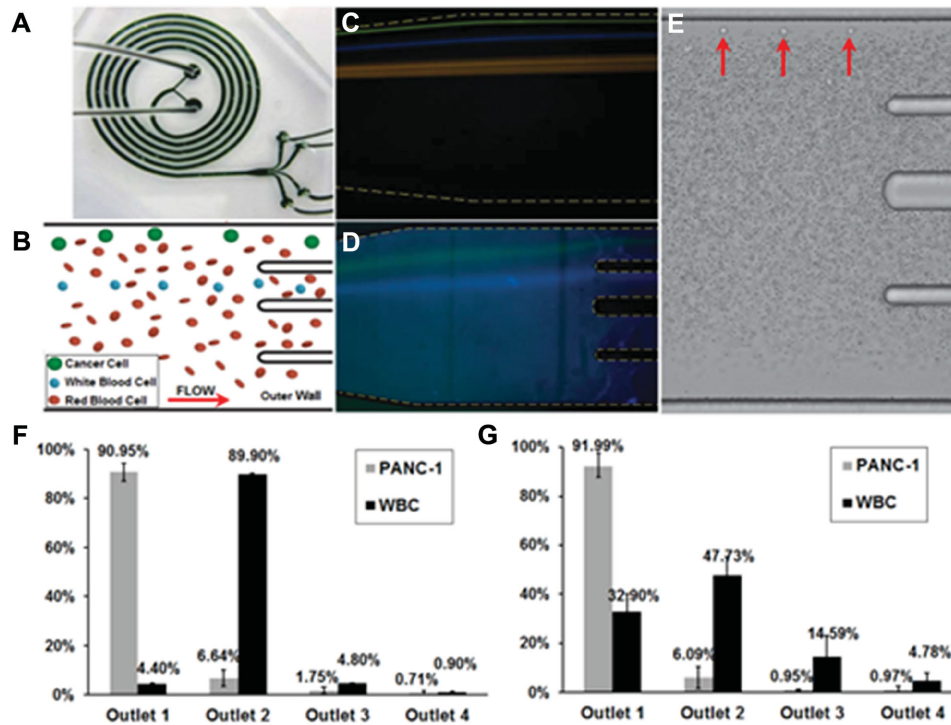 A
B
Cancer Cell
White Blood Cell
Red Blood Cell
FLOW
Outer Wall
C
D
E
F
100%
80%
60%
40%
20%
0%
90.95%
4.40%
6.64%
89.90%
1.75%
4.80%
0.71%
0.90%
PANC-1
WBC
Outlet 1 Outlet 2 Outlet 3 Outlet 4
G
100%
80%
60%
40%
20%
0%
91.99%
32.90%
6.09%
47.73%
0.95%
14.59%
0.97%
4.78%
PANC-1
WBC
Outlet 1 Outlet 2 Outlet 3 Outlet 4